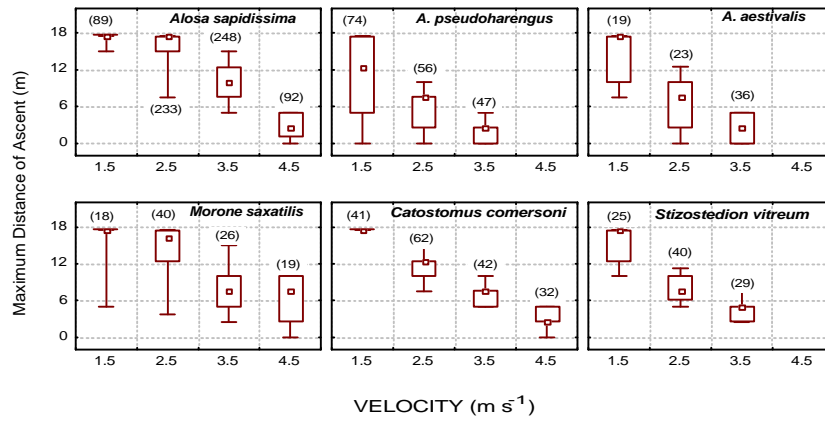 Alosa sapidissima
A. pseudoharengus
A. aestivalis
(89)
(233)
(248)
(92)
(74)
(56)
(47)
(19)
(23)
(36)
18
12
6
0
1.5 2.5 3.5 4.5
1.5 2.5 3.5 4.5
1.5 2.5 3.5 4.5
Maximum Distance of Ascent (m)
Morone saxatilis
Catostomus comersoni
Stizostedion vitreum
(18)
(40)
(26)
(19)
(41)
(62)
(42)
(32)
(25)
(40)
(29)
18
12
6
0
1.5 2.5 3.5 4.5
1.5 2.5 3.5 4.5
1.5 2.5 3.5 4.5
VELOCITY (m s⁻¹)